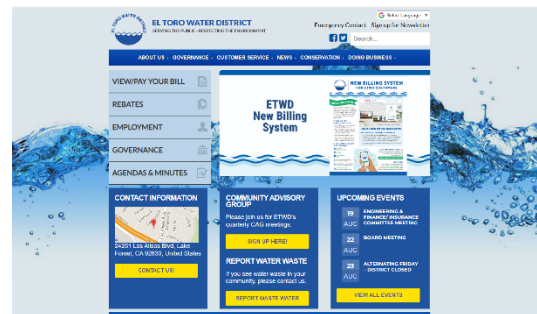 EL TORO WATER DISTRICT
SERVING THE PUBLIC - RESPECTING THE ENVIRONMENT
Select Language
Emergency Contact Sign up for Newsletter
Search...
ABOUT US GOVERNANCE CUSTOMER SERVICE NEWS CONSERVATION DOING BUSINESS
VIEW/PAY YOUR BILL
REBATES
EMPLOYMENT
GOVERNANCE
AGENDAS & MINUTES
ETWD
New Billing
System
NEW BILLING SYSTEM
FOR ETWD CUSTOMERS
CONTACT INFORMATION
24251 Los Alisos Blvd, Lake
Forest, CA 92630, United States
CONTACT US!
COMMUNITY ADVISORY
GROUP
Please join us for ETWD's
quarterly CAG meetings.
SIGN UP HERE!
REPORT WATER WASTE
If you see water waste in your
community, please contact us.
REPORT WASTE WATER
UPCOMING EVENTS
19
AUG
ENGINEERING &
FINANCE/ INSURANCE
COMMITTEE MEETING
22
AUG
BOARD MEETING
23
AUG
ALTERNATING FRIDAY
- DISTRICT CLOSED
VIEW ALL EVENTS